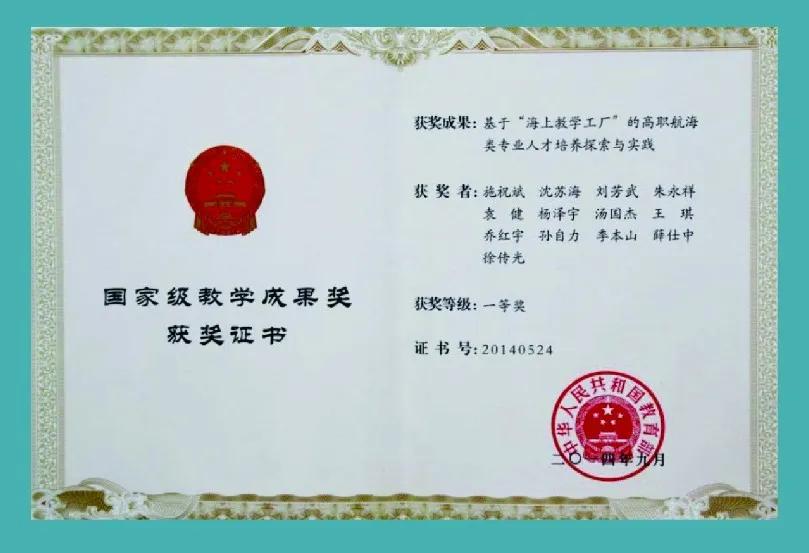 国家级教学成果奖
获奖证书
获奖成果：基于“海上教学工厂”的高职航海
类专业人才培养探索与实践
获 奖 者：施祝斌 沈苏海 刘芳武 朱永祥
袁 健 杨泽宇 汤国杰 王 琪
乔红宇 孙自力 季本山 薛仕中
徐传光
获奖等级：一等奖
证 书 号：20140524
中华人民共和国教育部
二〇一四年九月